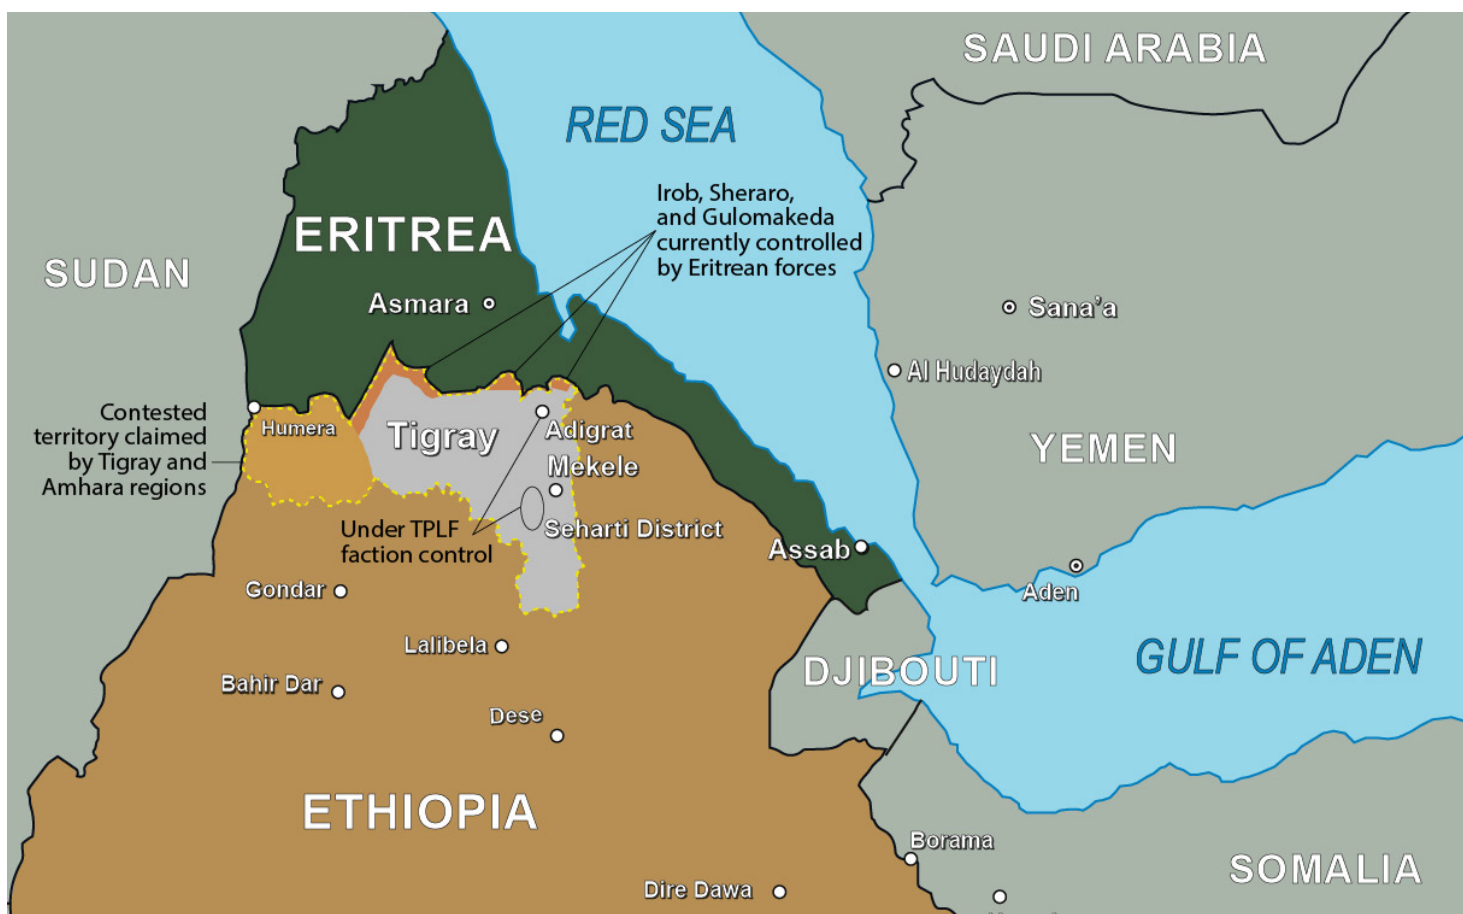 SAUDI ARABIA
RED SEA
Irob, Sheraro,
and Gulomakeda
currently controlled
by Eritrean forces
ERITREA
SUDAN
Asmara
Sana'a
Al Hudaydah
Contested
territory claimed
by Tigray and
Amhara regions
Humera
Tigray
Adigrat
Mekele
YEMEN
Under TPLF
faction control
Seharti District
Assab
Aden
Gondar
Lalibela
DJIBOUTI
GULF OF ADEN
Bahir Dar
Dese
ETHIOPIA
Borama
SOMALIA
Dire Dawa